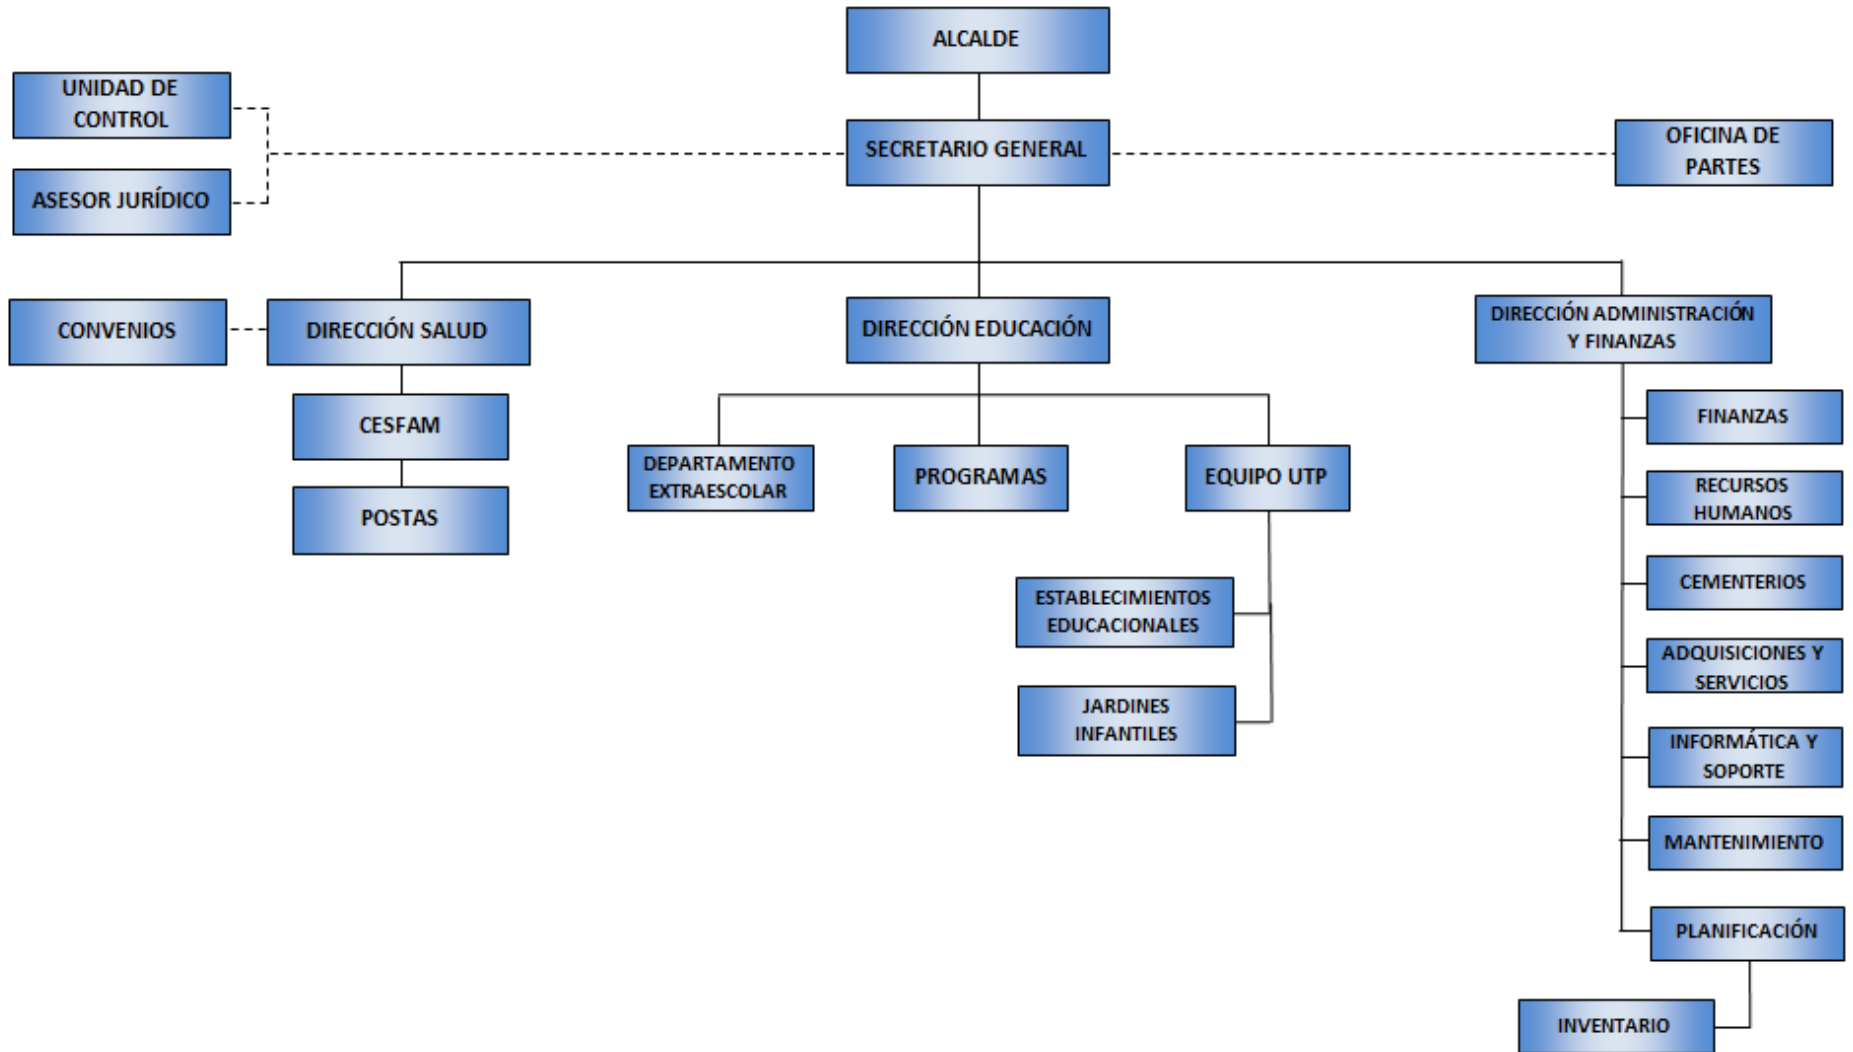 ALCALDE
UNIDAD DE
CONTROL
SECRETARIO GENERAL
OFICINA DE
PARTES
ASESOR JURÍDICO
CONVENIOS
DIRECCIÓN SALUD
DIRECCIÓN EDUCACIÓN
DIRECCIÓN ADMINISTRACIÓN
Y FINANZAS
CESFAM
POSTAS
DEPARTAMENTO
EXTRAESCOLAR
PROGRAMAS
EQUIPO UTP
ESTABLECIMIENTOS
EDUCACIONALES
JARDINES
INFANTILES
FINANZAS
RECURSOS
HUMANOS
CEMENTERIOS
ADQUISICIONES Y
SERVICIOS
INFORMÁTICA Y
SOPORTE
MANTENIMIENTO
PLANIFICACIÓN
INVENTARIO